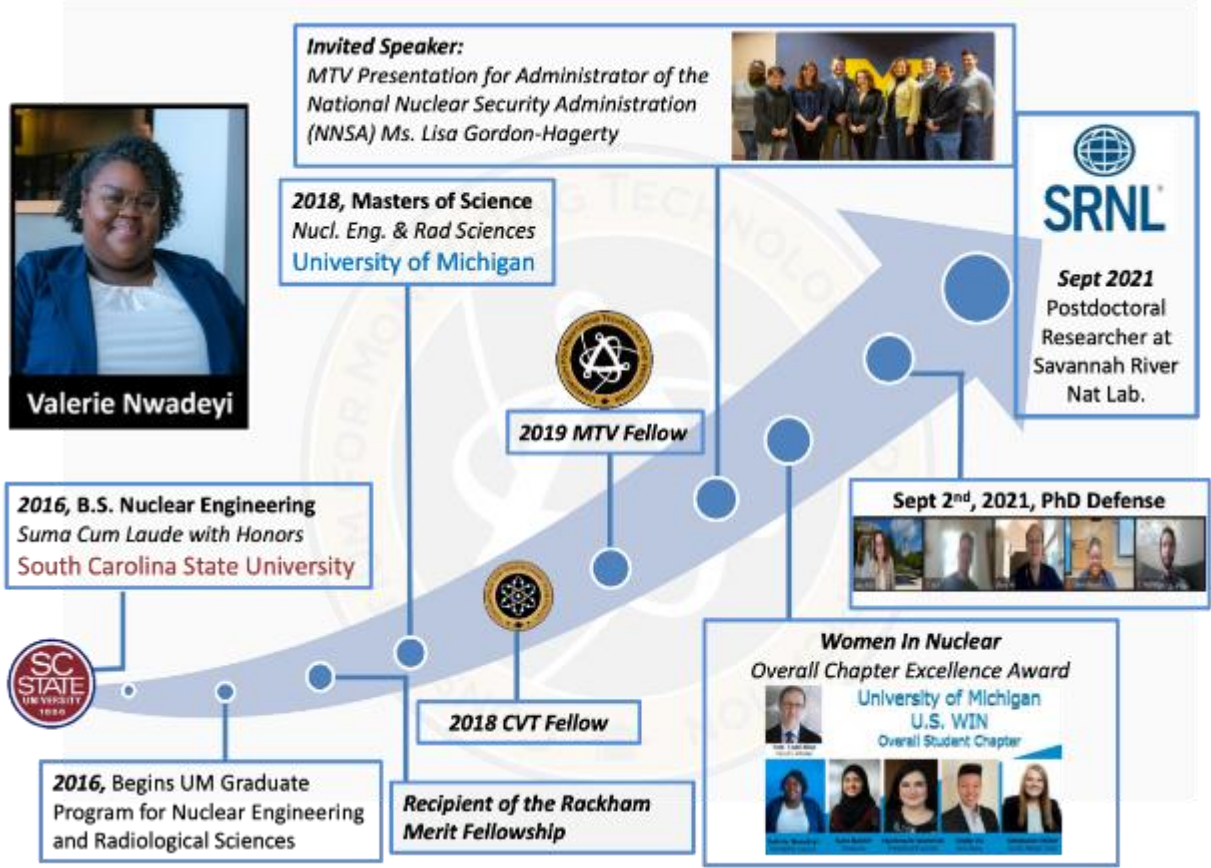 Invited Speaker:
MTV Presentation for Administrator of the
National Nuclear Security Administration
(NNSA) Ms. Lisa Gordon-Hagerty
Valerie Nwadeyi
2018, Masters of Science
Nucl. Eng. & Rad Sciences
University of Michigan
SRNL
Sept 2021
Postdoctoral
Researcher at
Savannah River
Nat Lab.
2019 MTV Fellow
2016, B.S. Nuclear Engineering
Suma Cum Laude with Honors
South Carolina State University
Sept 2nd, 2021, PhD Defense
SC
STATE
UNIVERSITY
1896
2018 CVT Fellow
Women In Nuclear
Overall Chapter Excellence Award
University of Michigan
U.S. WIN
Overall Student Chapter
2016, Begins UM Graduate
Program for Nuclear Engineering
and Radiological Sciences
Recipient of the Rackham
Merit Fellowship